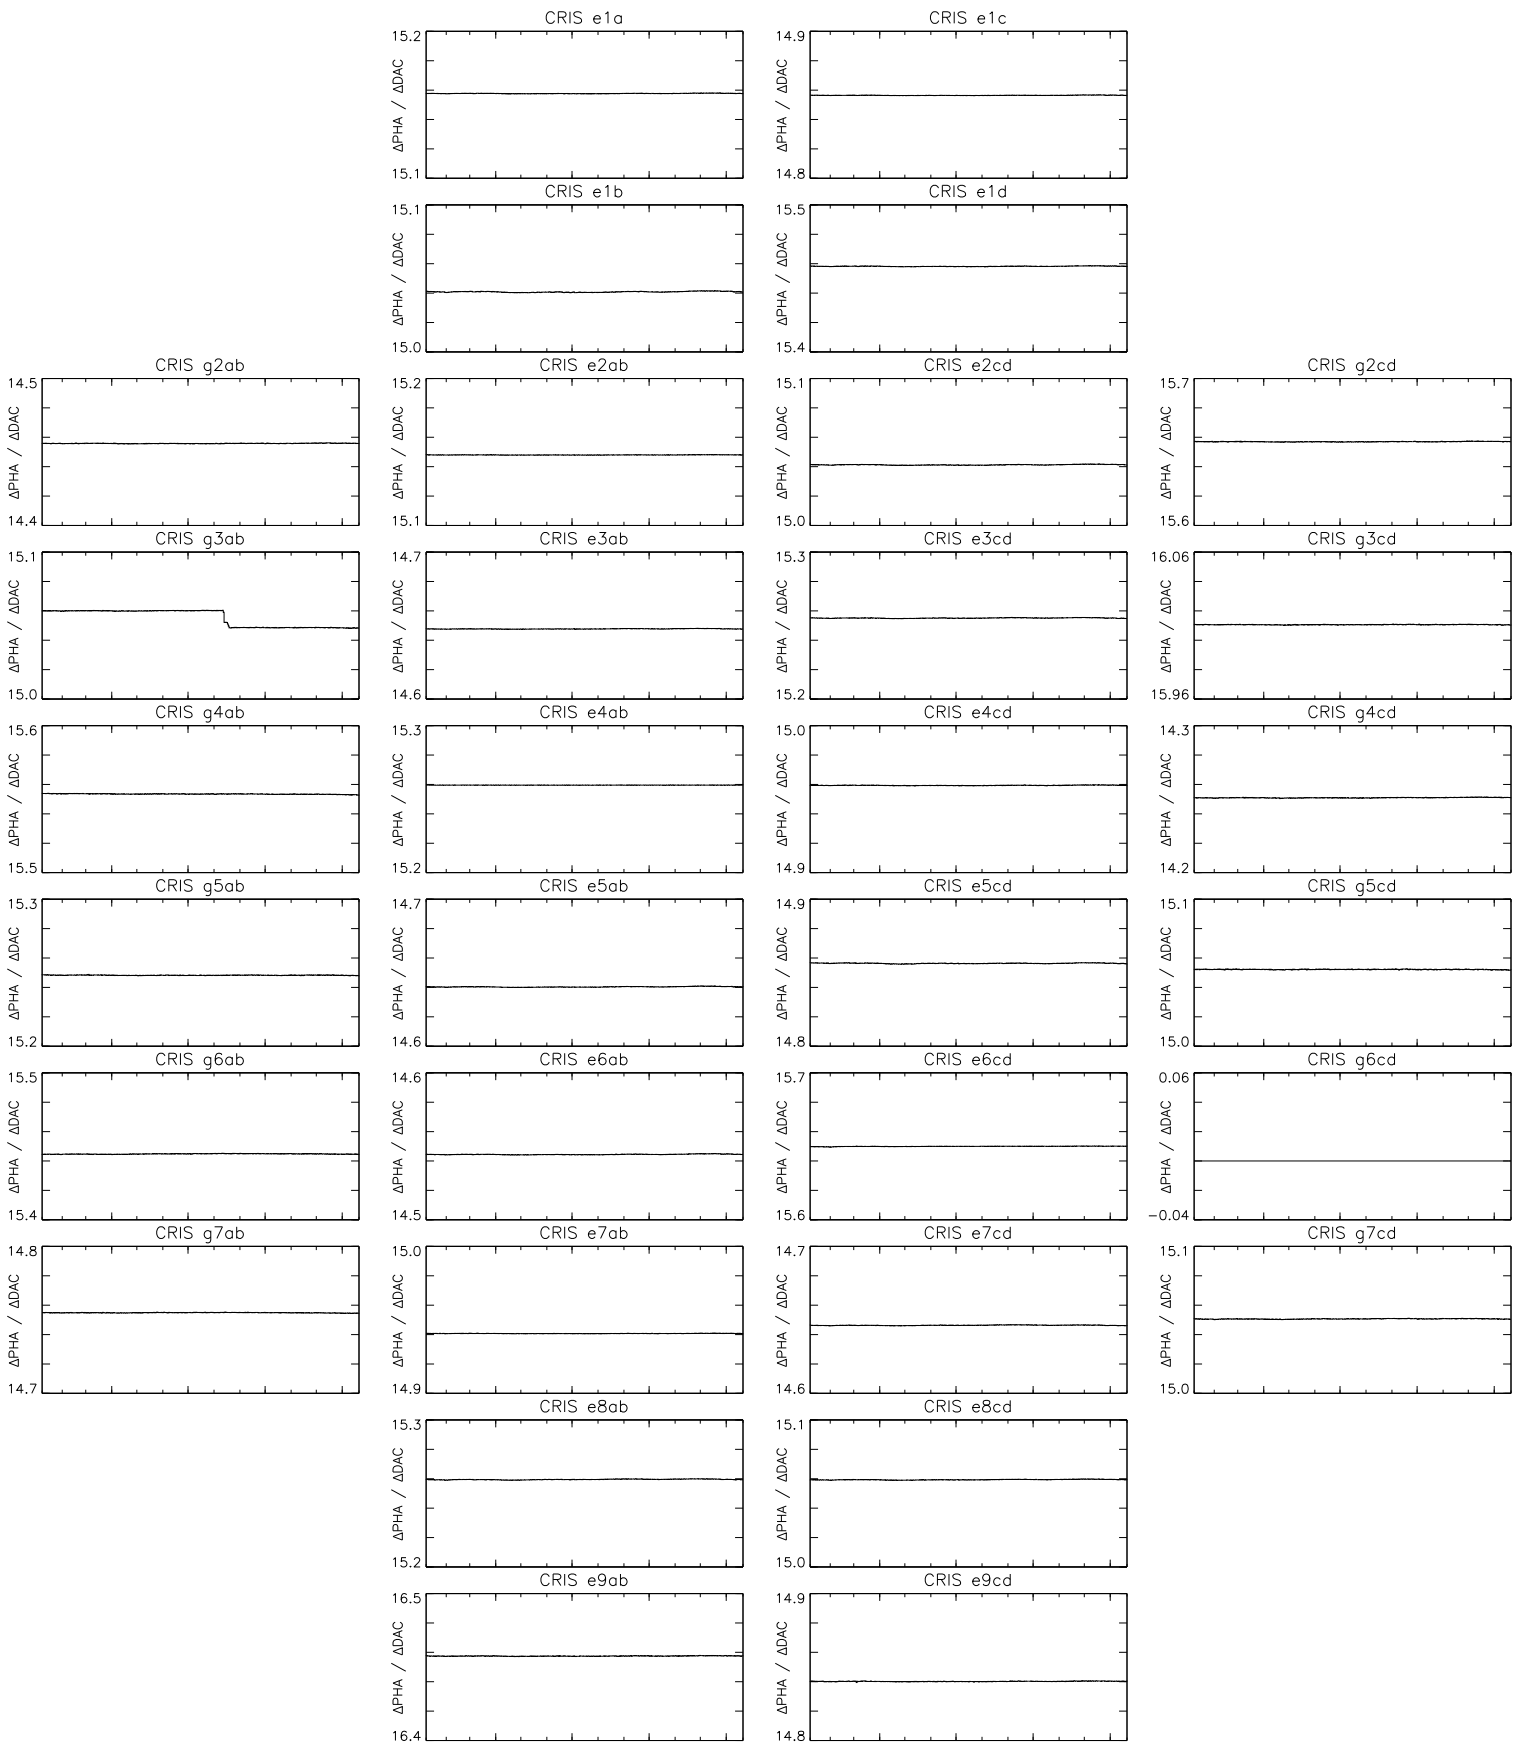 CRIS e1a
15.2
ΔPHA / ΔDAC
15.1
CRIS e1c
14.9
ΔPHA / ΔDAC
14.8
CRIS e1b
15.1
ΔPHA / ΔDAC
15.0
CRIS e1d
15.5
ΔPHA / ΔDAC
15.4
CRIS g2ab
14.5
ΔPHA / ΔDAC
14.4
CRIS e2ab
15.2
ΔPHA / ΔDAC
15.1
CRIS e2cd
15.1
ΔPHA / ΔDAC
15.0
CRIS g2cd
15.7
ΔPHA / ΔDAC
15.6
CRIS g3ab
15.1
ΔPHA / ΔDAC
15.0
CRIS e3ab
14.7
ΔPHA / ΔDAC
14.6
CRIS e3cd
15.3
ΔPHA / ΔDAC
15.2
CRIS g3cd
16.06
ΔPHA / ΔDAC
15.96
CRIS g4ab
15.6
ΔPHA / ΔDAC
15.5
CRIS e4ab
15.3
ΔPHA / ΔDAC
15.2
CRIS e4cd
15.0
ΔPHA / ΔDAC
14.9
CRIS g4cd
14.3
ΔPHA / ΔDAC
14.2
CRIS g5ab
15.3
ΔPHA / ΔDAC
15.2
CRIS e5ab
14.7
ΔPHA / ΔDAC
14.6
CRIS e5cd
14.9
ΔPHA / ΔDAC
14.8
CRIS g5cd
15.1
ΔPHA / ΔDAC
15.0
CRIS g6ab
15.5
ΔPHA / ΔDAC
15.4
CRIS e6ab
14.6
ΔPHA / ΔDAC
14.5
CRIS e6cd
15.7
ΔPHA / ΔDAC
15.6
CRIS g6cd
0.06
ΔPHA / ΔDAC
−0.04
CRIS g7ab
14.8
ΔPHA / ΔDAC
14.7
CRIS e7ab
15.0
ΔPHA / ΔDAC
14.9
CRIS e7cd
14.7
ΔPHA / ΔDAC
14.6
CRIS g7cd
15.1
ΔPHA / ΔDAC
15.0
CRIS e8ab
15.3
ΔPHA / ΔDAC
15.2
CRIS e8cd
15.1
ΔPHA / ΔDAC
15.0
CRIS e9ab
16.5
ΔPHA / ΔDAC
16.4
CRIS e9cd
14.9
ΔPHA / ΔDAC
14.8